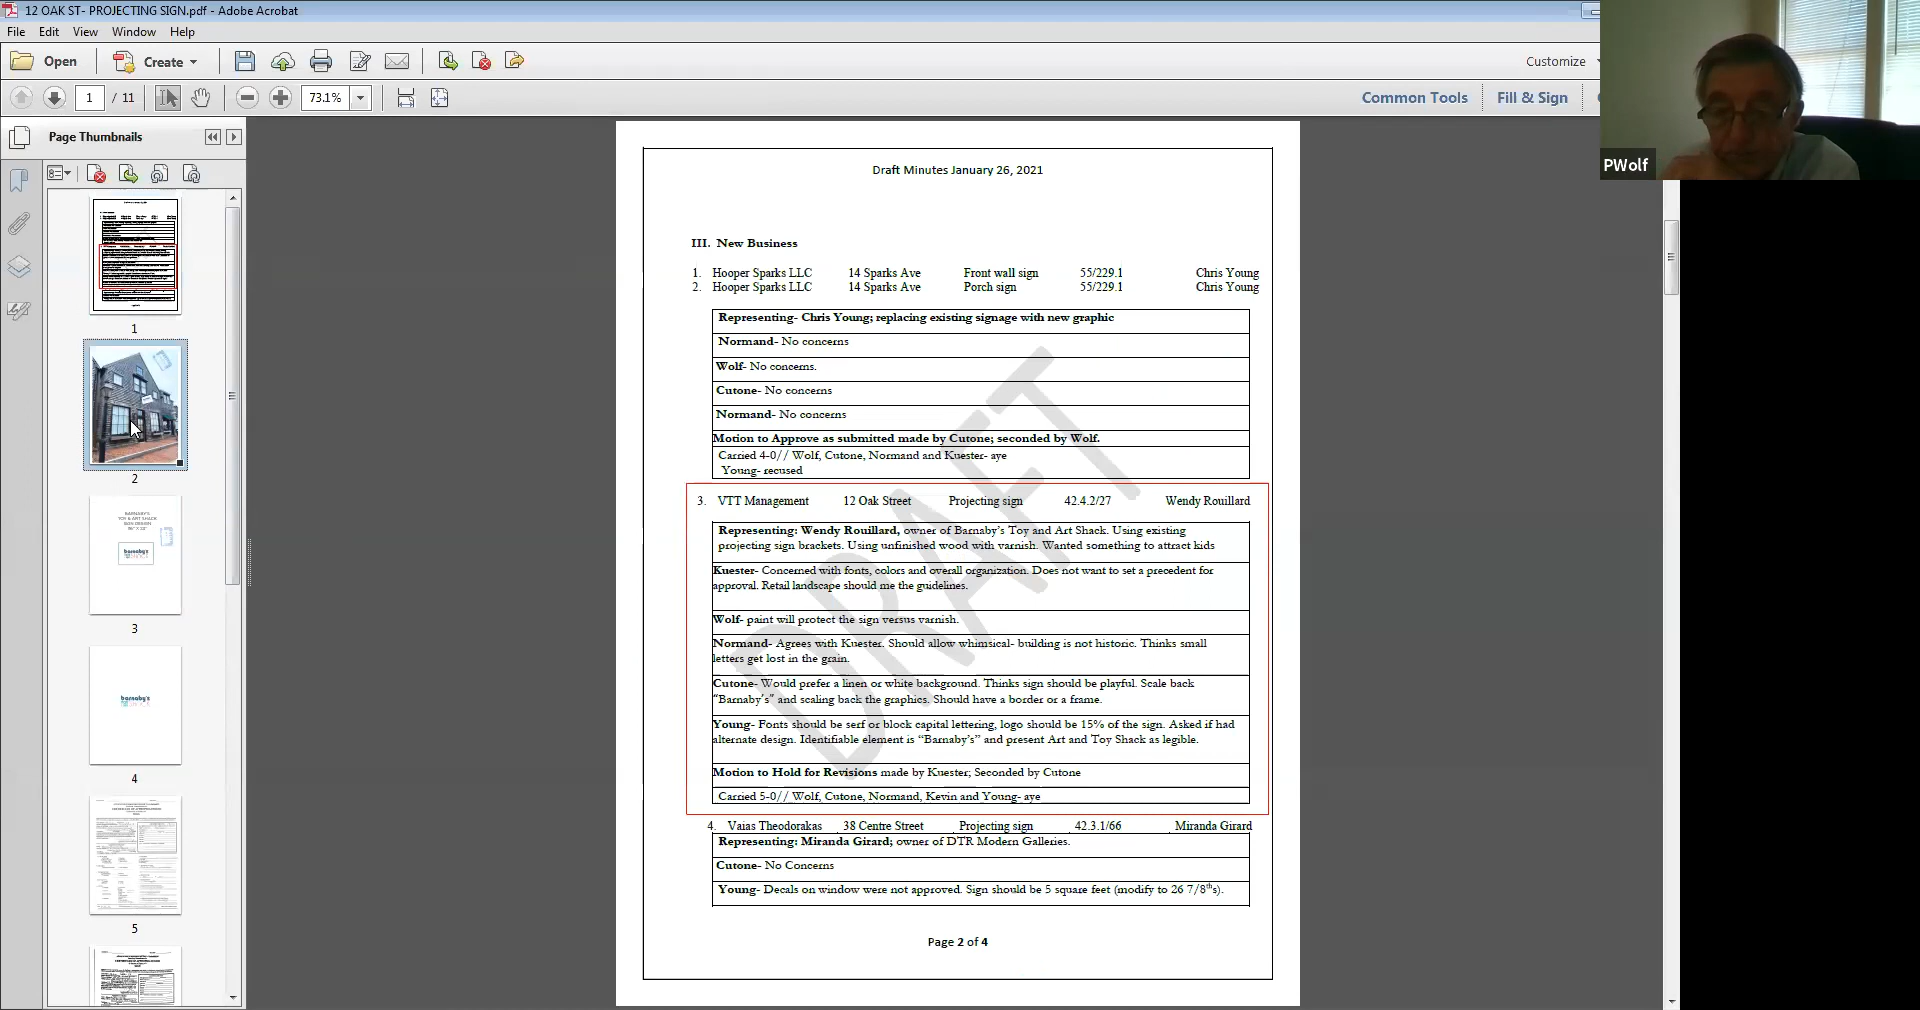 12 OAK ST- PROJECTING SIGN.pdf - Adobe Acrobat
File Edit View Window Help
Open Create Customize
1 / 11 73.1% Common Tools Fill & Sign
PWolf
Page Thumbnails
1
2
BARNABY'S
TOY & ART SHACK
SIGN DESIGN
barnaby's
3
barnaby's
4
5
Draft Minutes January 26, 2021
III. New Business
1. Hooper Sparks LLC 14 Sparks Ave Front wall sign 55/229.1 Chris Young
2. Hooper Sparks LLC 14 Sparks Ave Porch sign 55/229.1 Chris Young
Representing- Chris Young; replacing existing signage with new graphic
Normand- No concerns
Wolf- No concerns.
Cutone- No concerns
Normand- No concerns
Motion to Approve as submitted made by Cutone; seconded by Wolf.
Carried 4-0// Wolf, Cutone, Normand and Kuester- aye
Young- recused
3. VTT Management 12 Oak Street Projecting sign 42.4.2/27 Wendy Rouillard
Representing: Wendy Rouillard, owner of Barnaby's Toy and Art Shack. Using existing
projecting sign brackets. Using unfinished wood with varnish. Wanted something to attract kids
Kuester- Concerned with fonts, colors and overall organization. Does not want to set a precedent for
approval. Retail landscape should me the guidelines.
Wolf- paint will protect the sign versus varnish.
Normand- Agrees with Kuester. Should allow whimsical- building is not historic. Thinks small
letters get lost in the grain.
Cutone- Would prefer a linen or white background. Thinks sign should be playful. Scale back
"Barnaby's" and scaling back the graphics. Should have a border or a frame.
Young- Fonts should be serf or block capital lettering, logo should be 15% of the sign. Asked if had
alternate design. Identifiable element is "Barnaby's" and present Art and Toy Shack as legible.
Motion to Hold for Revisions made by Kuester; Seconded by Cutone
Carried 5-0// Wolf, Cutone, Normand, Kevin and Young- aye
4. Vaias Theodorakas 38 Centre Street Projecting sign 42.3.1/66 Miranda Girard
Representing: Miranda Girard; owner of DTR Modern Galleries.
Cutone- No Concerns
Young- Decals on window were not approved. Sign should be 5 square feet (modify to 26 7/8ths).
Page 2 of 4
DRAFT